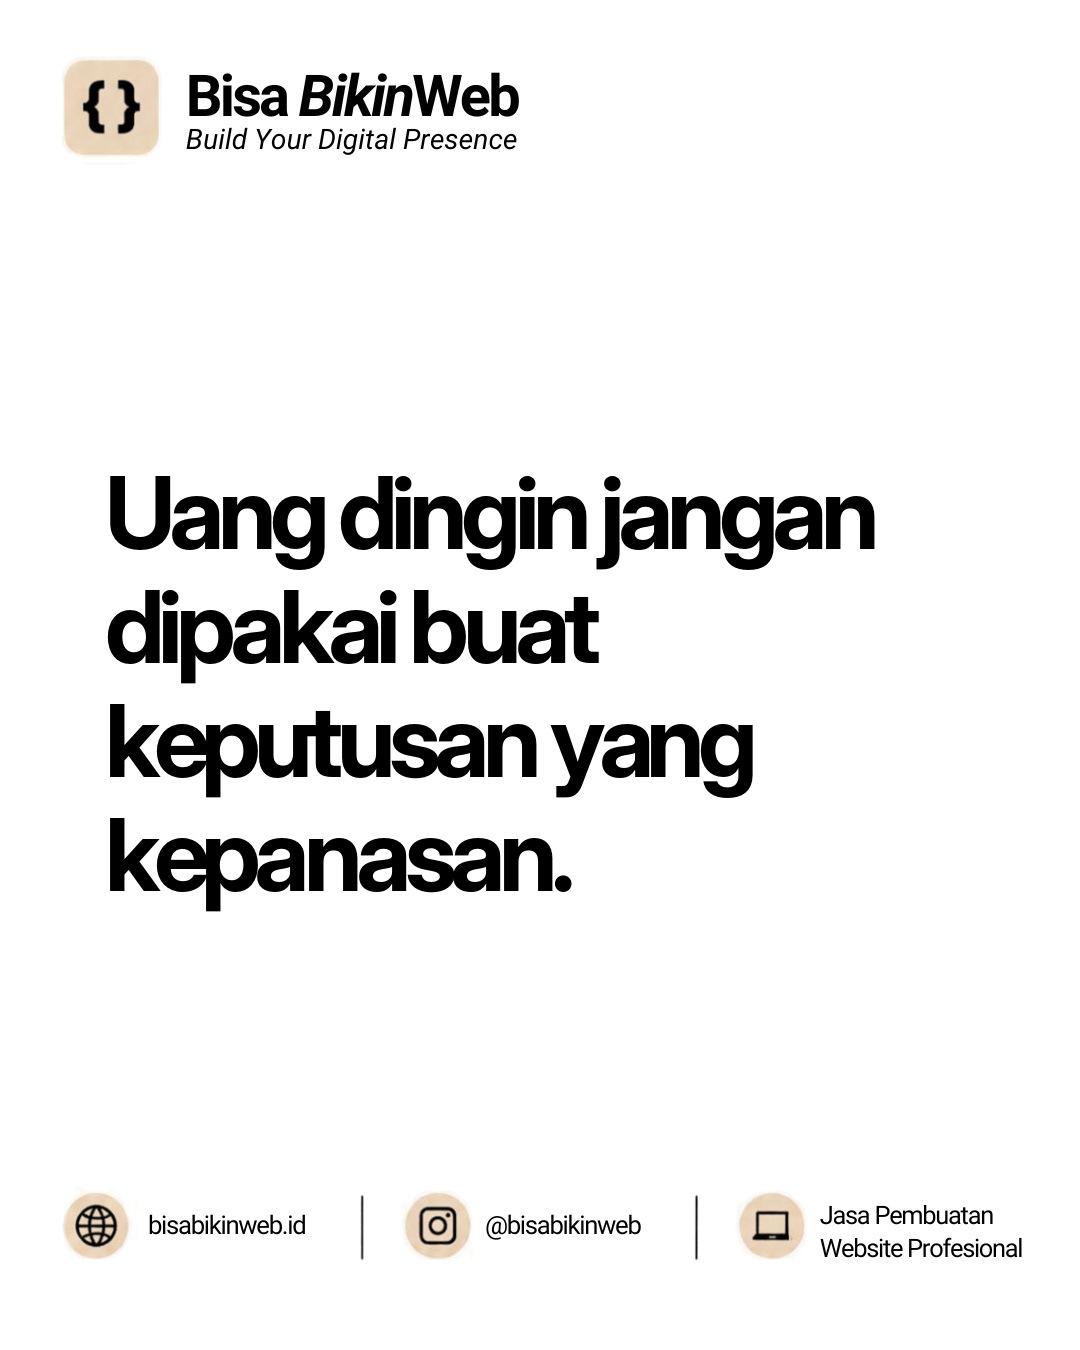 { }
Bisa BikinWeb
Build Your Digital Presence
Uang dingin jangan
dipakai buat
keputusan yang
kepanasan.
bisabikinweb.id
@bisabikinweb
Jasa Pembuatan
Website Profesional